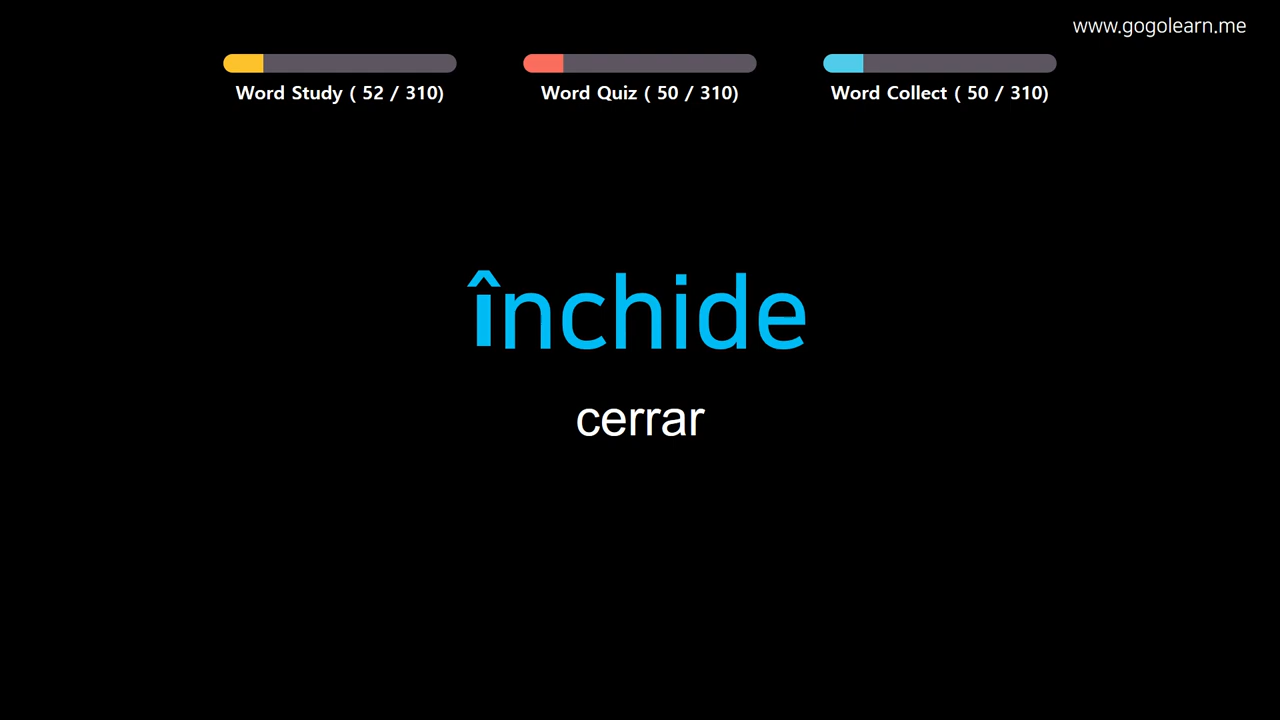 www.gogolearn.me
Word Study ( 52 / 310)
Word Quiz ( 50 / 310)
Word Collect ( 50 / 310)
închide
cerrar